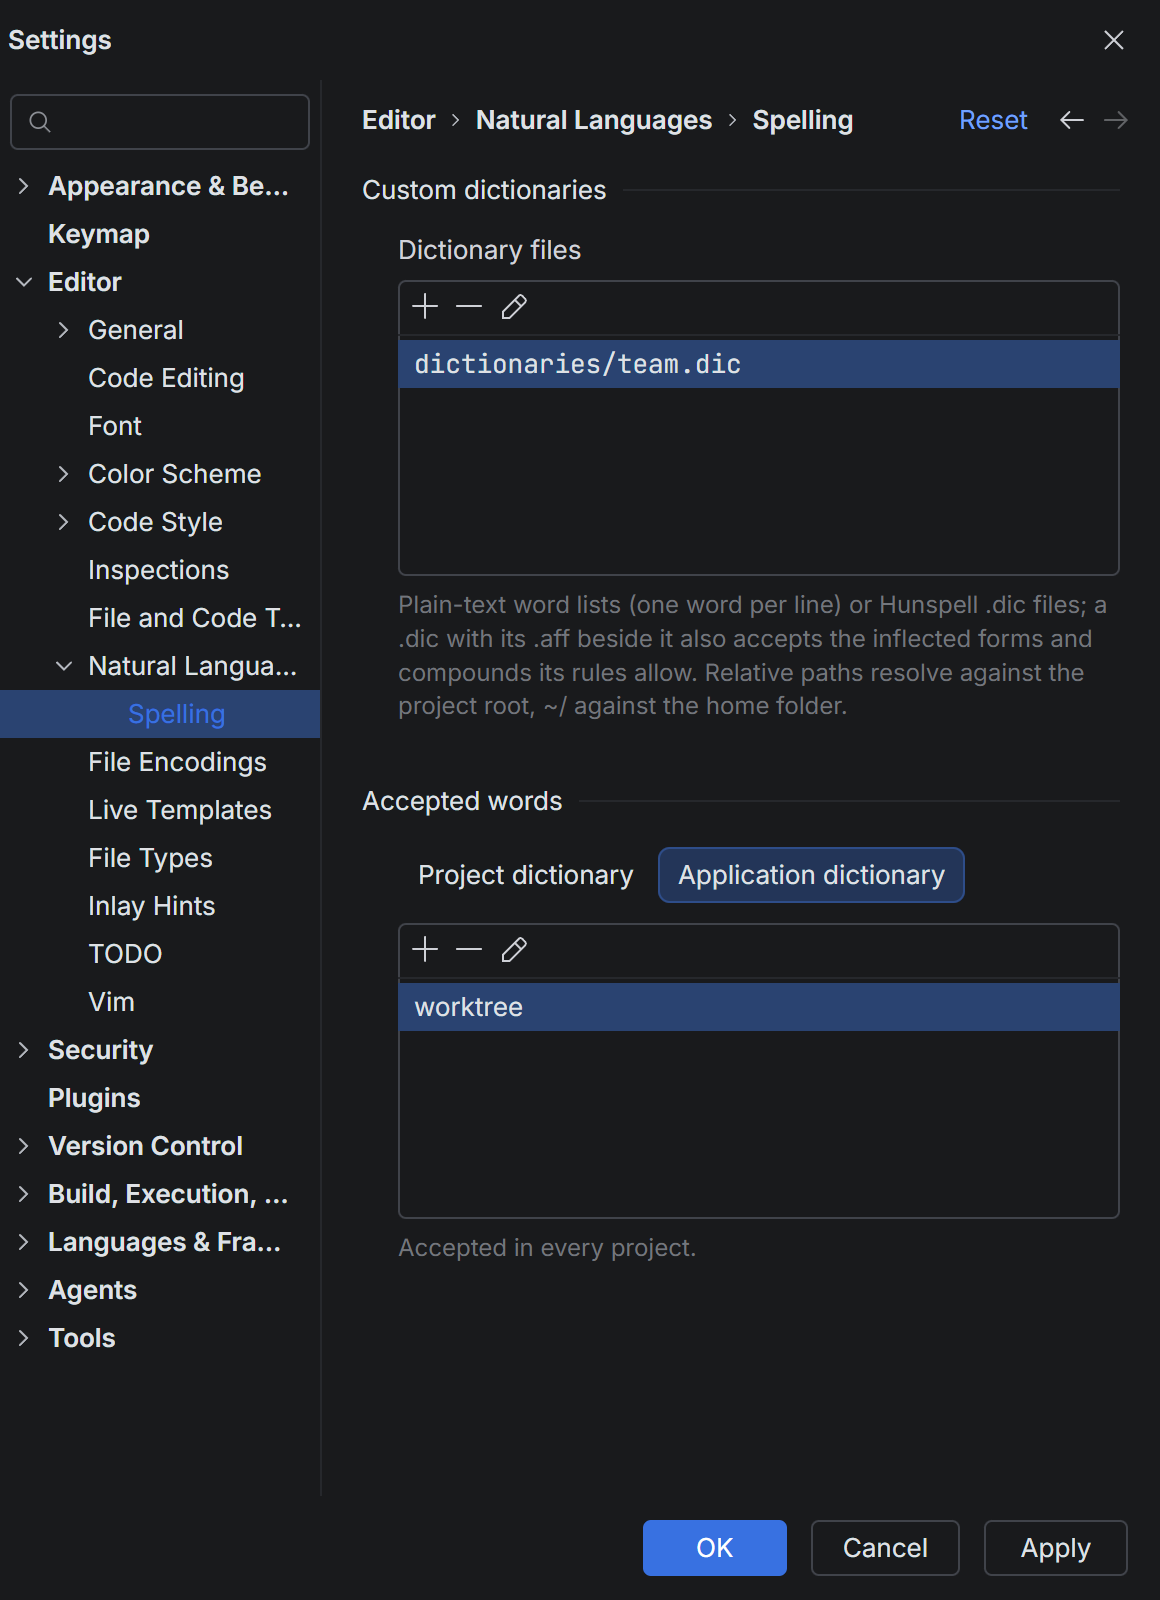 Settings
Appearance & Be...
Keymap
Editor
General
Code Editing
Font
Color Scheme
Code Style
Inspections
File and Code T...
Natural Langua...
Spelling
File Encodings
Live Templates
File Types
Inlay Hints
TODO
Vim
Security
Plugins
Version Control
Build, Execution, ...
Languages & Fra...
Agents
Tools
Editor › Natural Languages › Spelling
Reset
Custom dictionaries
Dictionary files
dictionaries/team.dic
Plain-text word lists (one word per line) or Hunspell .dic files; a
.dic with its .aff beside it also accepts the inflected forms and
compounds its rules allow. Relative paths resolve against the
project root, ~/ against the home folder.
Accepted words
Project dictionary
Application dictionary
worktree
Accepted in every project.
OK
Cancel
Apply